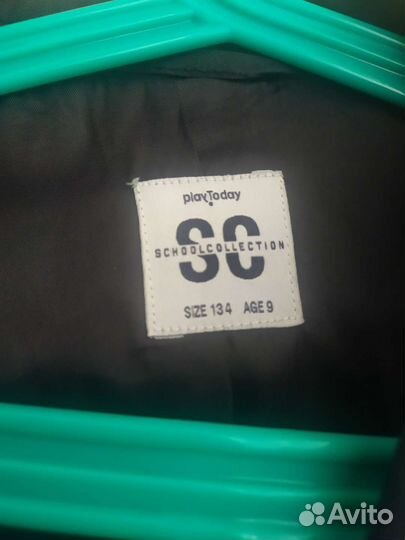 playToday
SC
SCHOOLCOLLECTION
SIZE 134 AGE 9
Avito